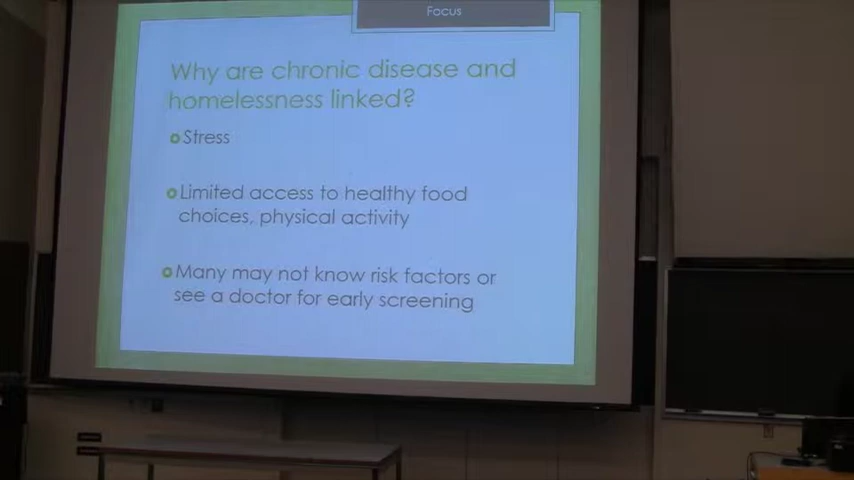 Focus
Why are chronic disease and
homelessness linked?
Stress
Limited access to healthy food
choices, physical activity
Many may not know risk factors or
see a doctor for early screening